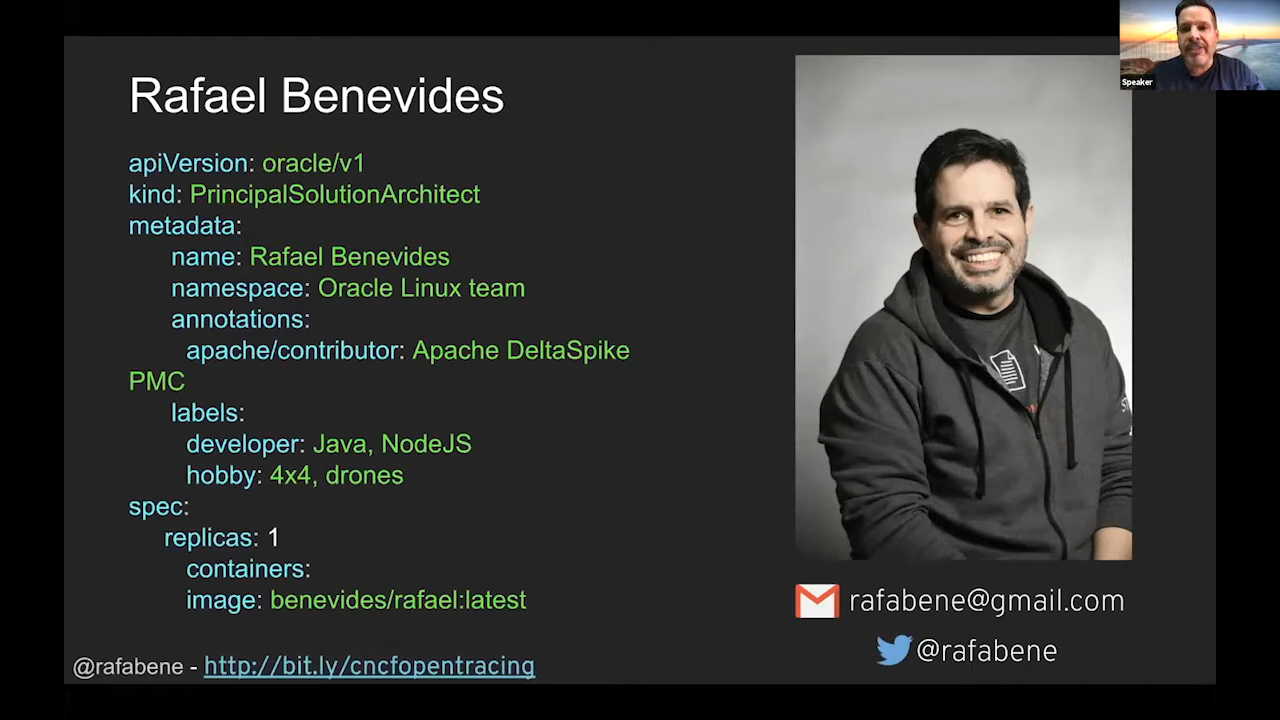 Speaker
Rafael Benevides
apiVersion: oracle/v1
kind: PrincipalSolutionArchitect
metadata:
name: Rafael Benevides
namespace: Oracle Linux team
annotations:
apache/contributor: Apache DeltaSpike
PMC
labels:
developer: Java, NodeJS
hobby: 4x4, drones
spec:
replicas: 1
containers:
image: benevides/rafael:latest
rafabene@gmail.com
@rafabene
@rafabene - http://bit.ly/cncfopentracing